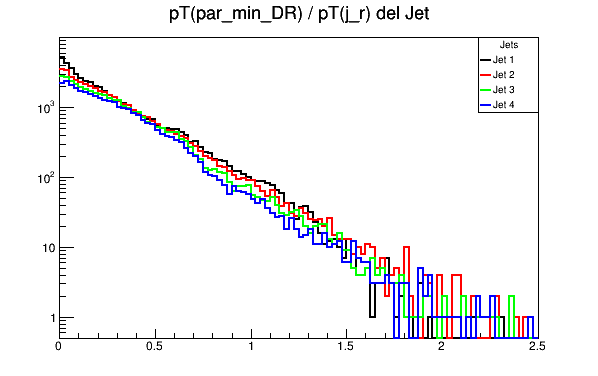 pT(par_min_DR) / pT(j_r) del Jet
Jets
Jet 1
Jet 2
Jet 3
Jet 4
10³
10²
10
1
0 0.5 1 1.5 2 2.5